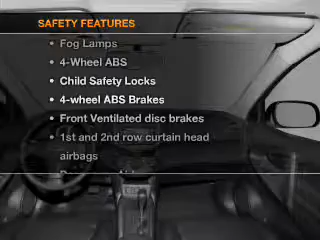 SAFETY FEATURES
• Fog Lamps
• 4-Wheel ABS
• Child Safety Locks
• 4-wheel ABS Brakes
• Front Ventilated disc brakes
• 1st and 2nd row curtain head
airbags